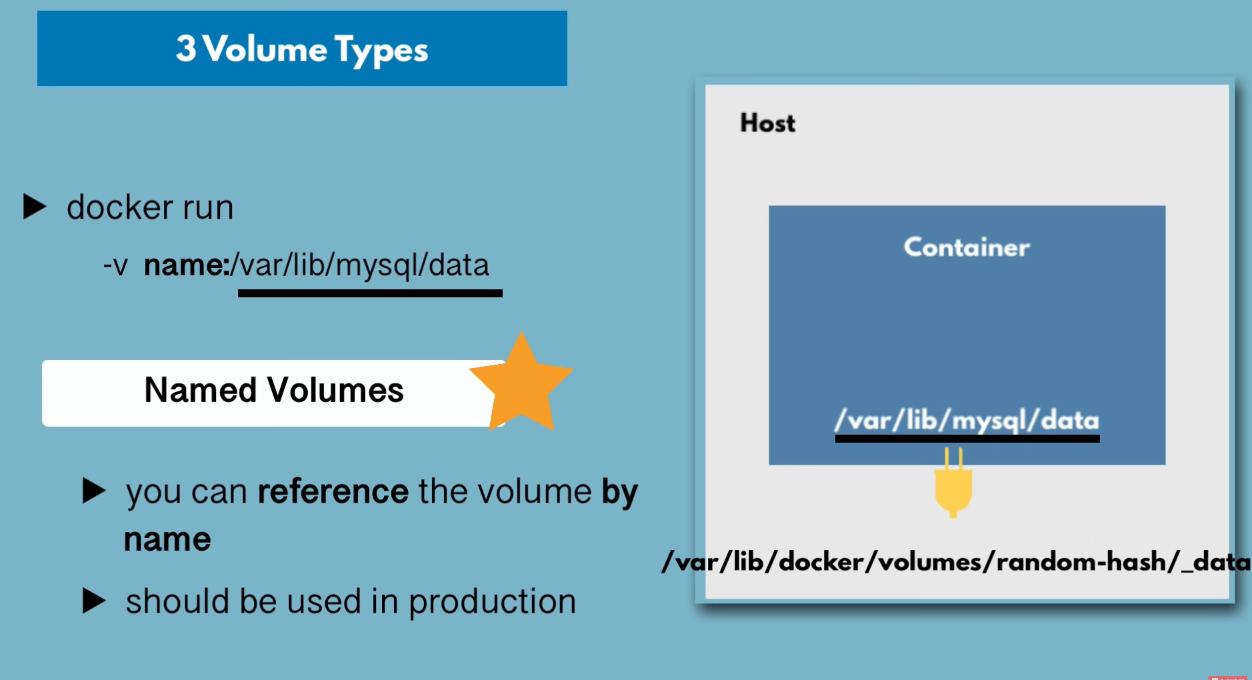 3 Volume Types
▶ docker run
-v name:/var/lib/mysql/data
Named Volumes
▶ you can reference the volume by
name
▶ should be used in production
Host
Container
/var/lib/mysql/data
/var/lib/docker/volumes/random-hash/_data